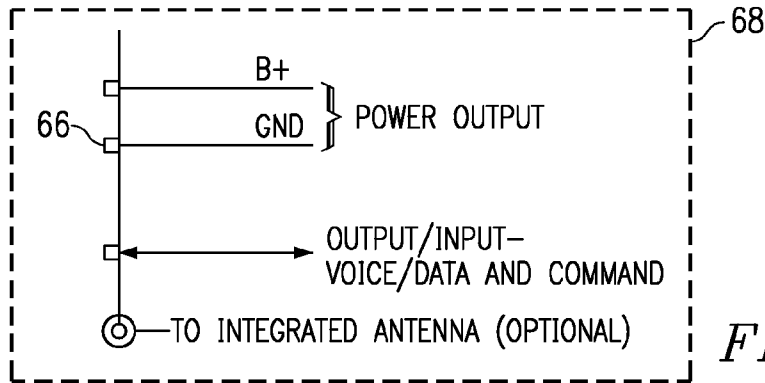 68
B+
66
GND
POWER OUTPUT
OUTPUT/INPUT-
VOICE/DATA AND COMMAND
TO INTEGRATED ANTENNA (OPTIONAL)